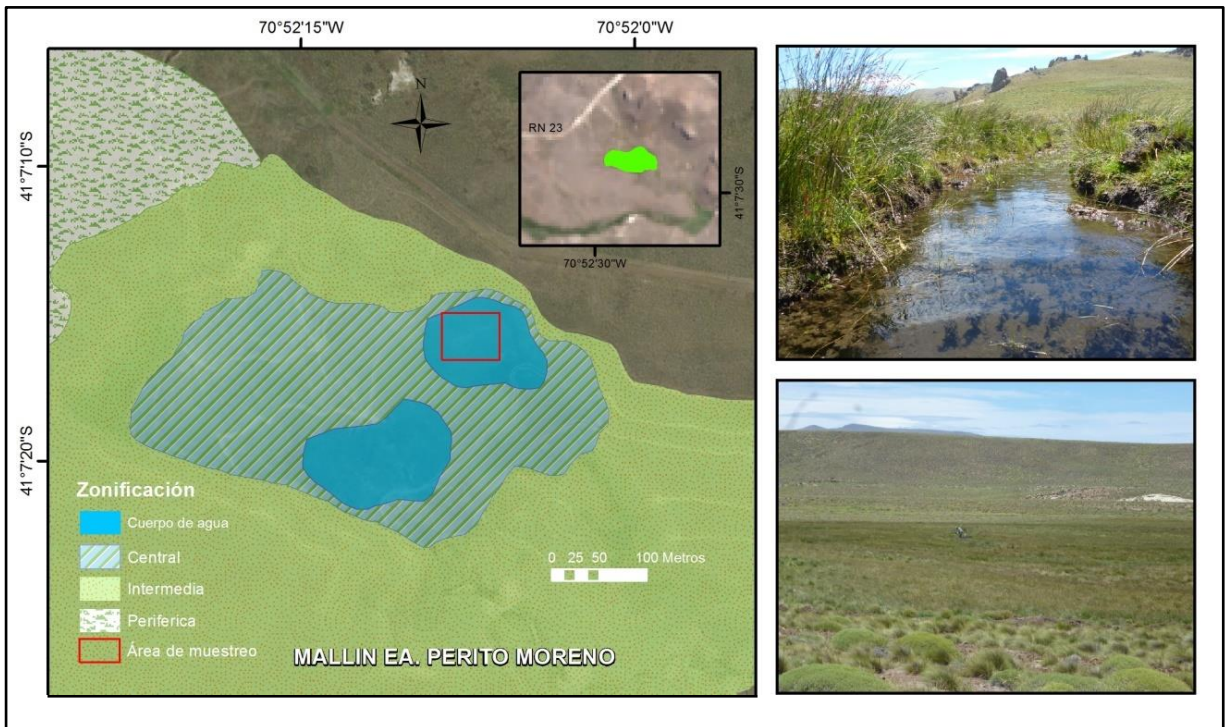 70°52'15"W
70°52'0"W
N
RN 23
41°7'10"S
41°7'30"S
70°52'30"W
41°7'20"S
Zonificación
Cuerpo de agua
Central
Intermedia
Periferica
Área de muestreo
0 25 50 100 Metros
MALLIN EA. PERITO MORENO